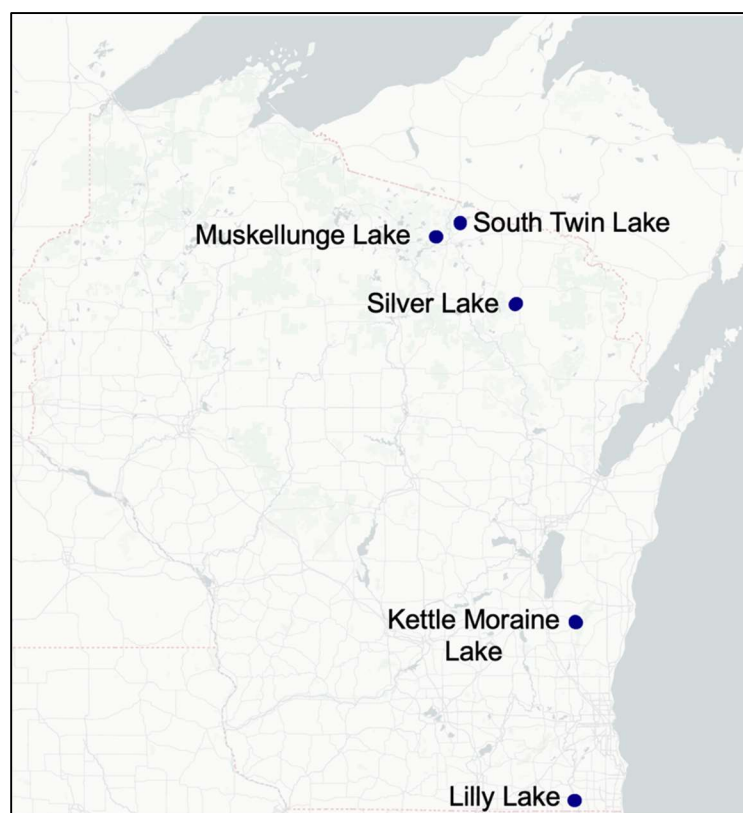 South Twin Lake
Muskellunge Lake
Silver Lake
Kettle Moraine
Lake
Lilly Lake